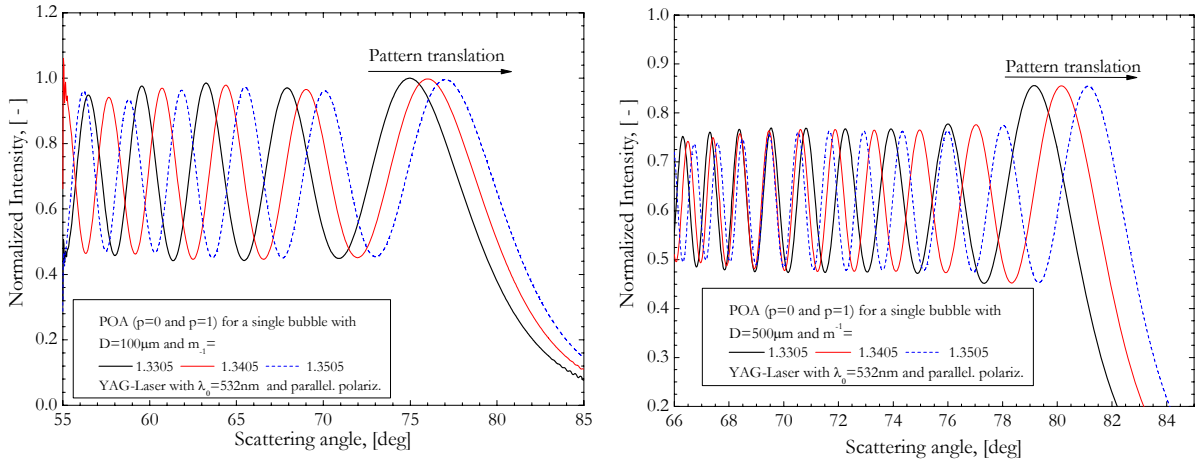 1.2
1.0
0.8
0.6
0.4
0.2
0.0
Normalized Intensity, [ - ]
Pattern translation
POA (p=0 and p=1) for a single bubble with
D=100μm and m-1=
1.3305 1.3405 1.3505
YAG-Laser with λ0=532nm and parallel. polariz.
55 60 65 70 75 80 85
Scattering angle, [deg]
1.0
0.9
0.8
0.7
0.6
0.5
0.4
0.3
0.2
Normalized Intensity, [ - ]
Pattern translation
POA (p=0 and p=1) for a single bubble with
D=500μm and m-1=
1.3305 1.3405 1.3505
YAG-Laser with λ0=532nm and parallel. polariz.
66 68 70 72 74 76 78 80 82 84
Scattering angle, [deg]